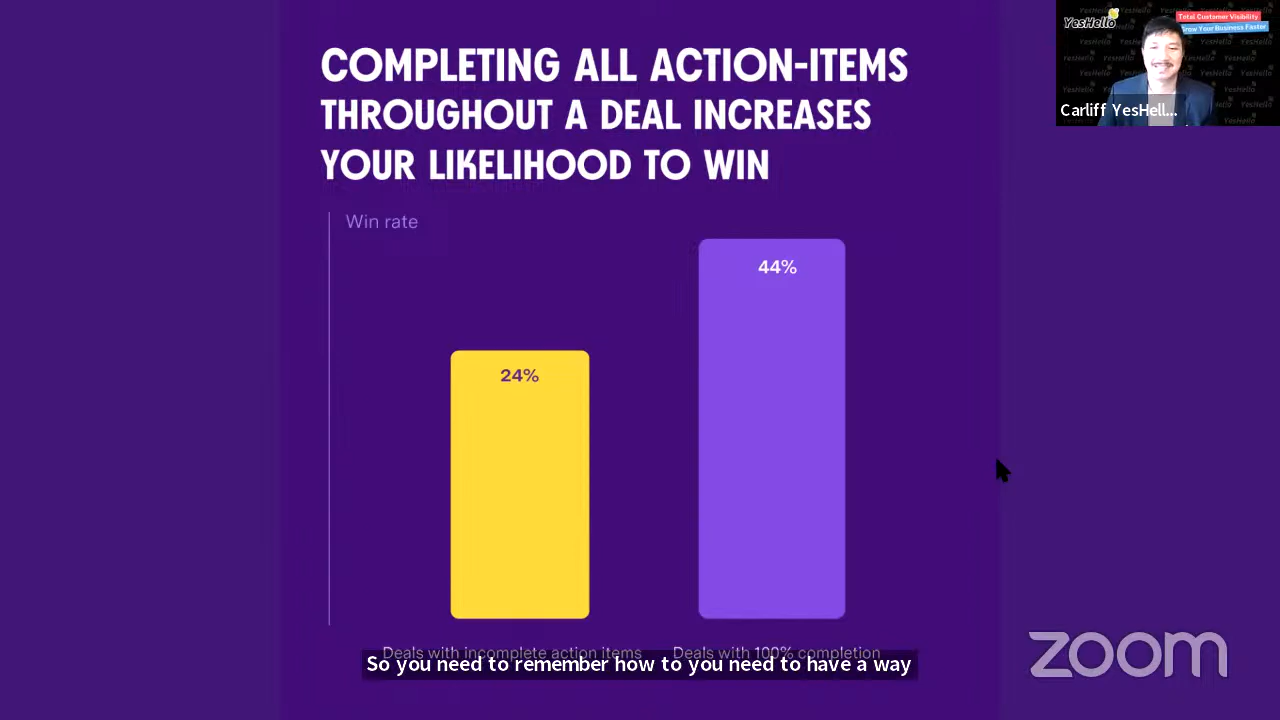 COMPLETING ALL ACTION-ITEMS
THROUGHOUT A DEAL INCREASES
YOUR LIKELIHOOD TO WIN
Win rate
44%
24%
Deals with incomplete action items
Deals with 100% completion
So you need to remember how to you need to have a way
YesHello
Total Customer Visibility
Grow Your Business Faster
Carliff YesHell...
zoom